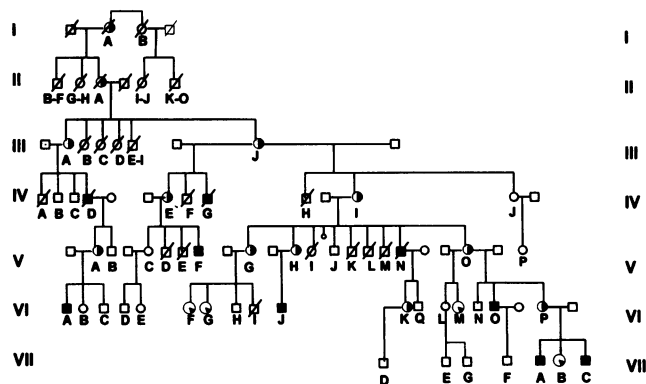 I I
A B
II II
B-F G-H A I-J K-O
III III
A B C D E-I J
IV IV
A B C D E F G H I J
V V
A B C D E F G H I J K L M N O P
VI VI
A B C D E F G H I J K Q L M N O P
VII VII
D E G F A B C